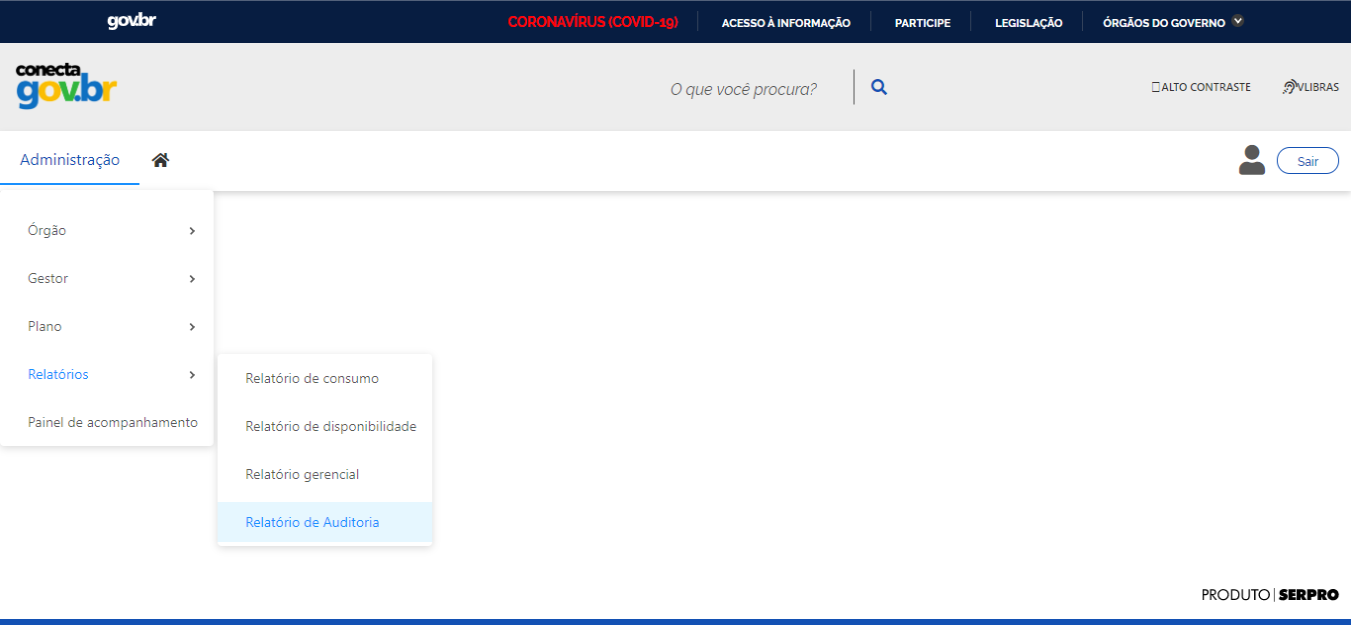 gov.br
CORONAVÍRUS (COVID-19)
ACESSO À INFORMAÇÃO
PARTICIPE
LEGISLAÇÃO
ÓRGÃOS DO GOVERNO
conecta
gov.br
O que você procura?
ALTO CONTRASTE
VLIBRAS
Administração
Sair
Órgão
Gestor
Plano
Relatórios
Painel de acompanhamento
Relatório de consumo
Relatório de disponibilidade
Relatório gerencial
Relatório de Auditoria
PRODUTO | SERPRO